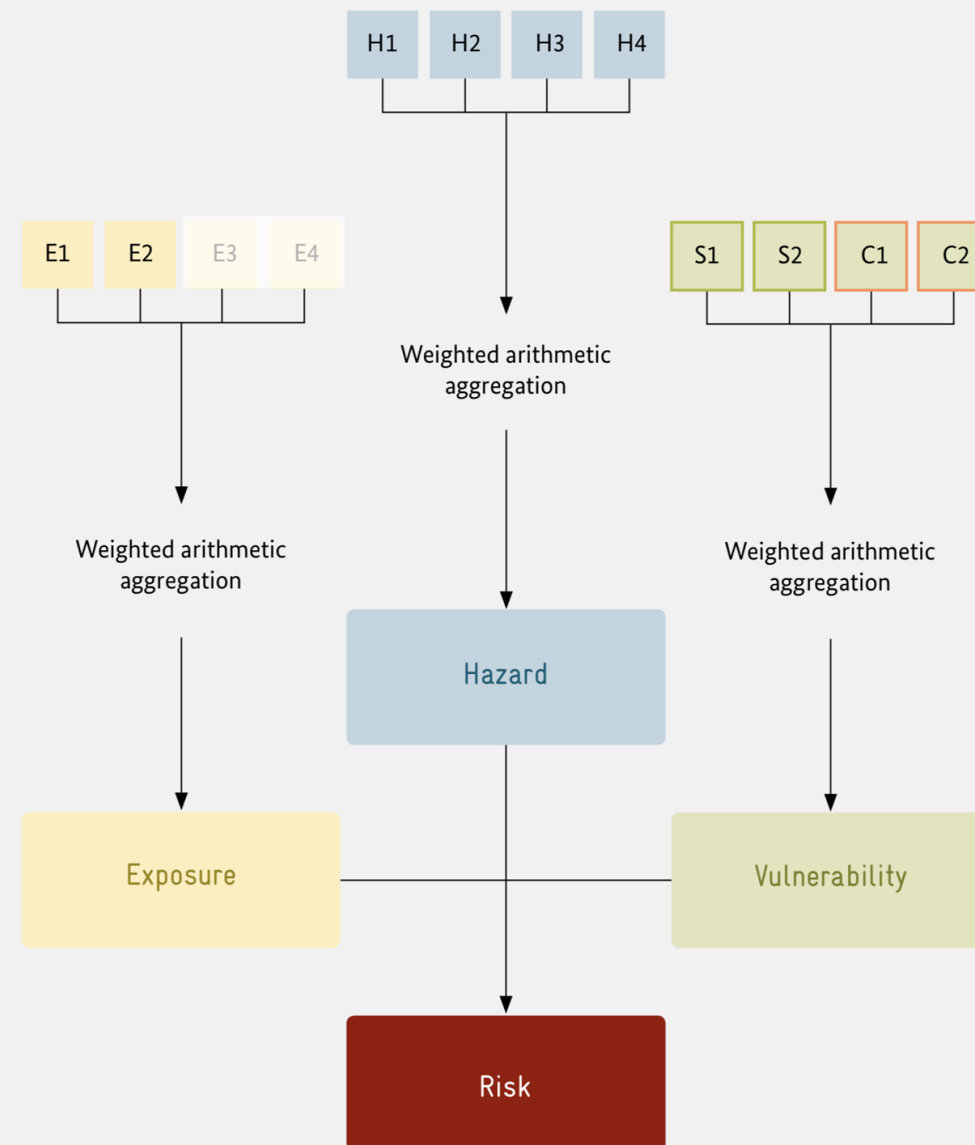 H1 H2 H3 H4
E1 E2 E3 E4
S1 S2 C1 C2
Weighted arithmetic
aggregation
Weighted arithmetic
aggregation
Weighted arithmetic
aggregation
Hazard
Exposure
Vulnerability
Risk